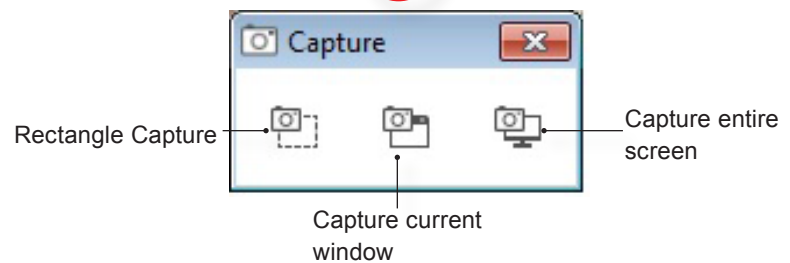 Capture
Rectangle Capture
Capture entire
screen
Capture current
window